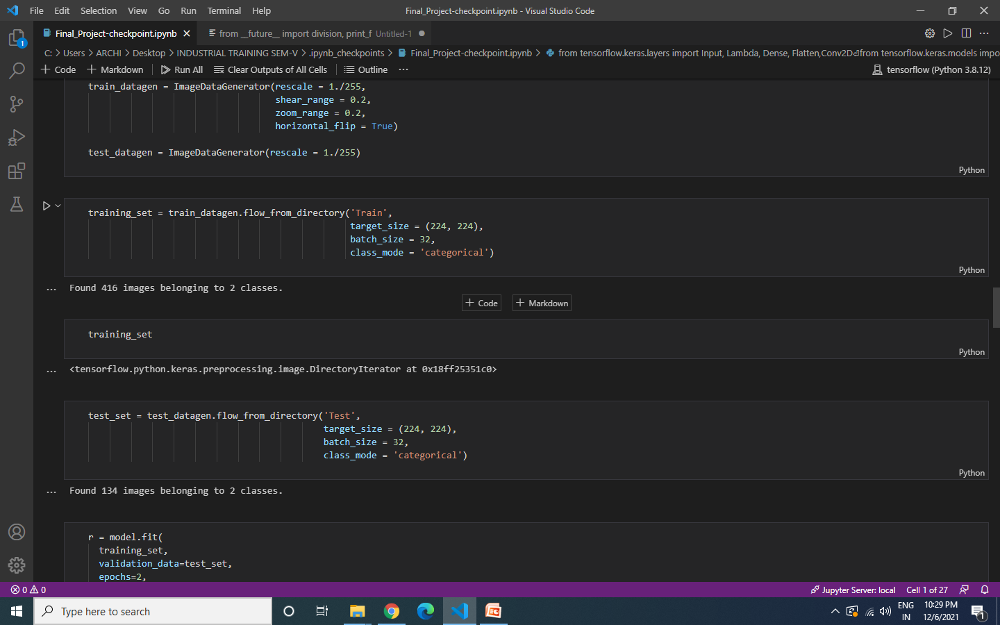 File Edit Selection View Go Run Terminal Help Final_Project-checkpoint.ipynb - Visual Studio Code
Final_Project-checkpoint.ipynb from __future__ import division, print_f Untitled-1
C: > Users > ARCHI > Desktop > INDUSTRIAL TRAINING SEM-V > .ipynb_checkpoints > Final_Project-checkpoint.ipynb > from tensorflow.keras.layers import Input, Lambda, Dense, Flatten,Conv2D⏎from tensorflow.keras.models impo
+ Code + Markdown Run All Clear Outputs of All Cells Outline ... tensorflow (Python 3.8.12)
train_datagen = ImageDataGenerator(rescale = 1./255,
shear_range = 0.2,
zoom_range = 0.2,
horizontal_flip = True)
test_datagen = ImageDataGenerator(rescale = 1./255)
Python
training_set = train_datagen.flow_from_directory('Train',
target_size = (224, 224),
batch_size = 32,
class_mode = 'categorical')
Python
... Found 416 images belonging to 2 classes.
+ Code + Markdown
training_set
Python
... <tensorflow.python.keras.preprocessing.image.DirectoryIterator at 0x18ff25351c0>
test_set = test_datagen.flow_from_directory('Test',
target_size = (224, 224),
batch_size = 32,
class_mode = 'categorical')
Python
... Found 134 images belonging to 2 classes.
r = model.fit(
training_set,
validation_data=test_set,
epochs=2,
1
0 0 Jupyter Server: local Cell 1 of 27
Type here to search
ENG
IN
10:29 PM
12/6/2021
1